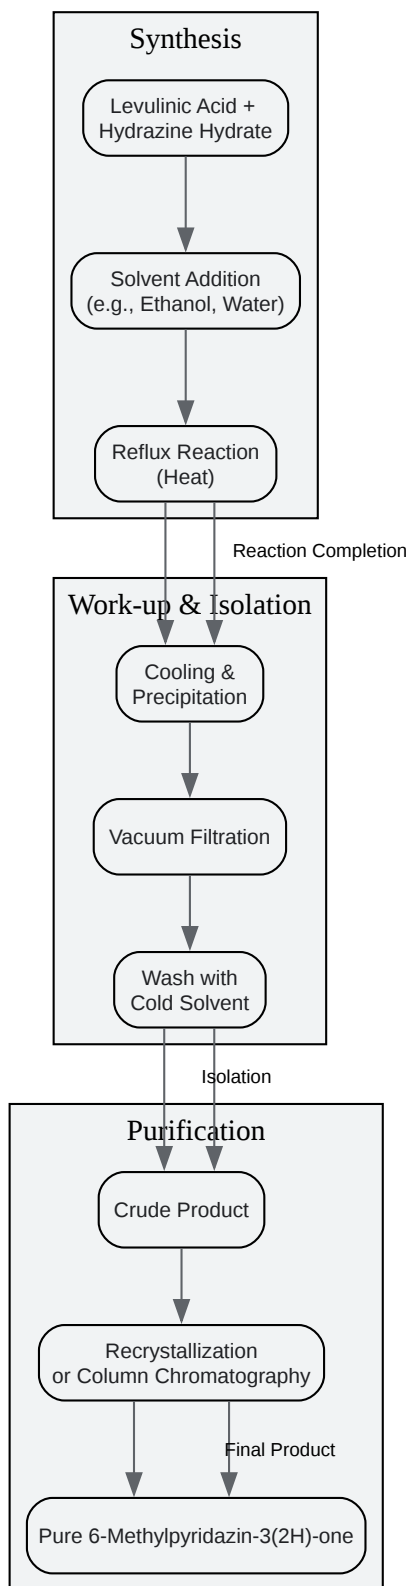 Synthesis
Levulinic Acid +
Hydrazine Hydrate
Solvent Addition
(e.g., Ethanol, Water)
Reflux Reaction
(Heat)
Reaction Completion
Work-up & Isolation
Cooling &
Precipitation
Vacuum Filtration
Wash with
Cold Solvent
Isolation
Purification
Crude Product
Recrystallization
or Column Chromatography
Final Product
Pure 6-Methylpyridazin-3(2H)-one